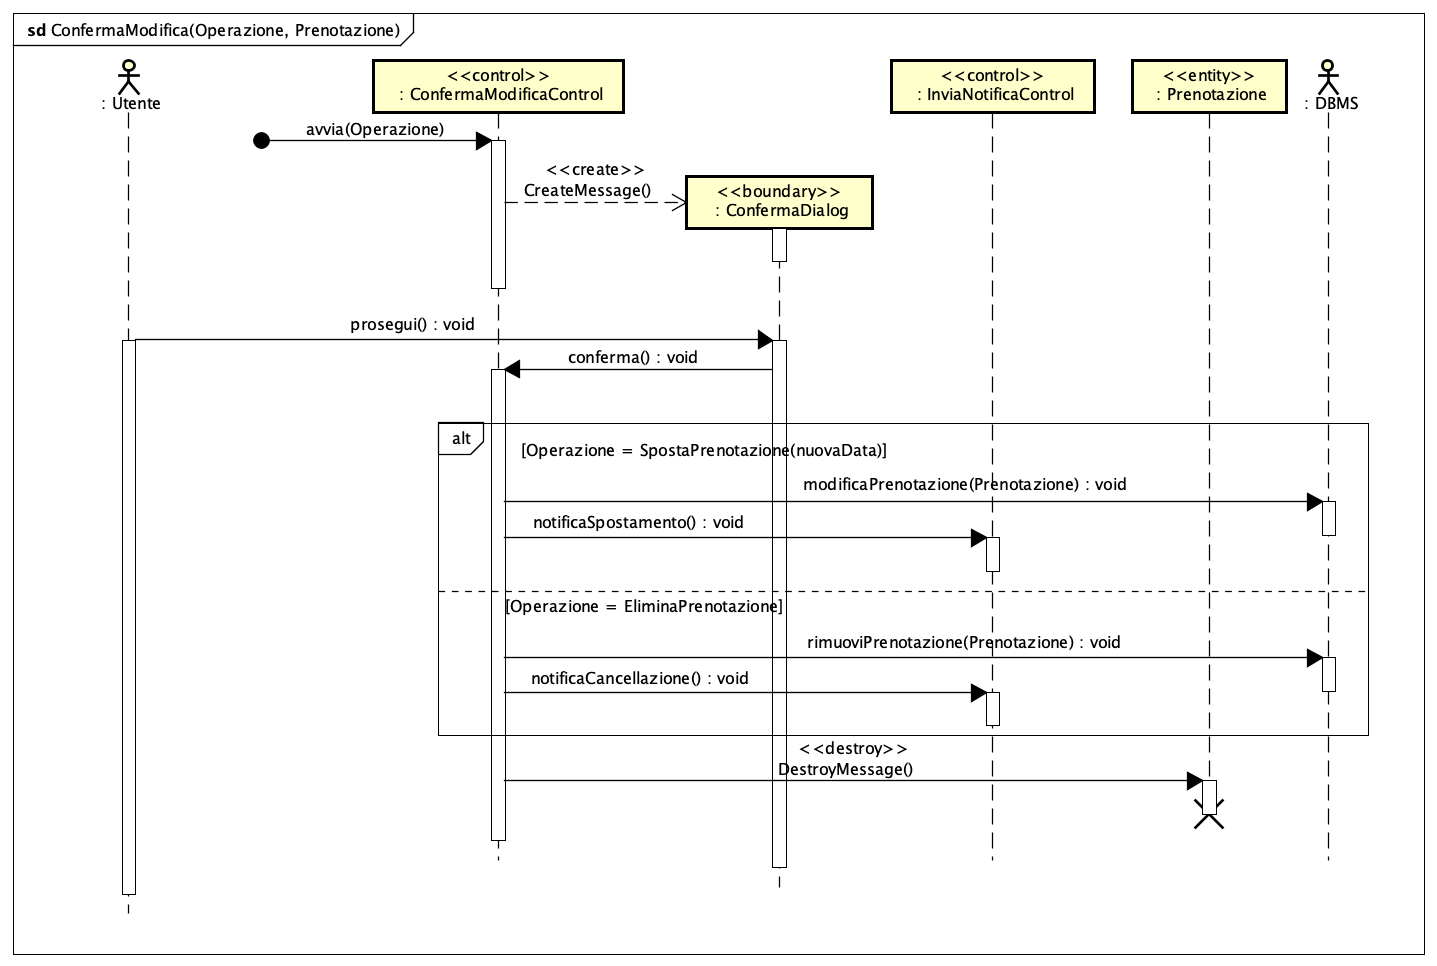 sd ConfermaModifica(Operazione, Prenotazione)
: Utente
<<control>>
: ConfermaModificaControl
<<control>>
: InviaNotificaControl
<<entity>>
: Prenotazione
: DBMS
avvia(Operazione)
<<create>>
CreateMessage()
<<boundary>>
: ConfermaDialog
prosegui() : void
conferma() : void
alt
[Operazione = SpostaPrenotazione(nuovaData)]
modificaPrenotazione(Prenotazione) : void
notificaSpostamento() : void
[Operazione = EliminaPrenotazione]
rimuoviPrenotazione(Prenotazione) : void
notificaCancellazione() : void
<<destroy>>
DestroyMessage()